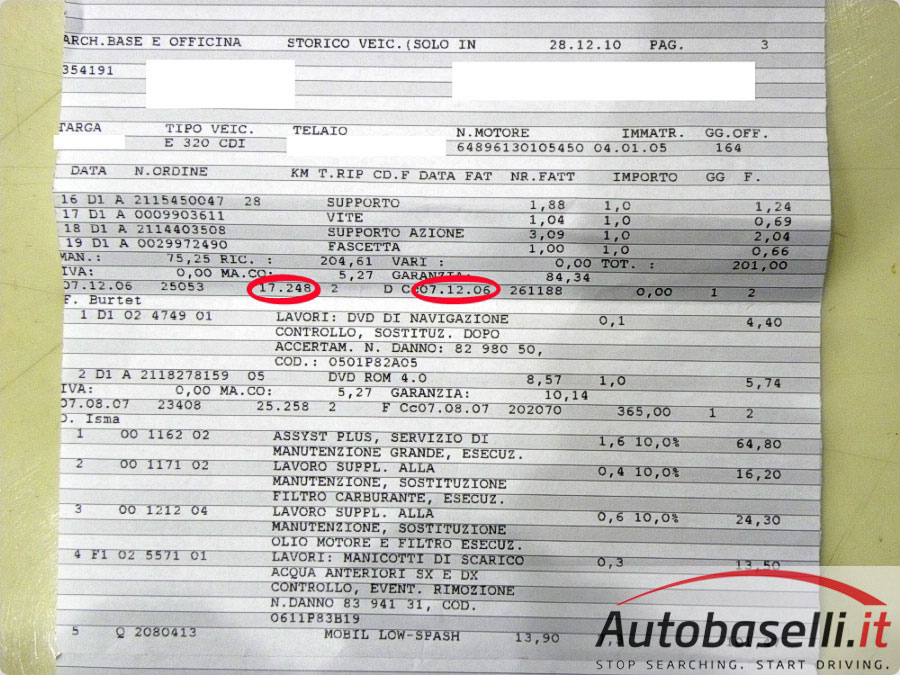 ARCH.BASE E OFFICINA STORICO VEIC.(SOLO IN 28.12.10 PAG. 3
354191
TARGA TIPO VEIC. TELAIO N.MOTORE IMMATR. GG.OFF.
E 320 CDI 64896130105450 04.01.05 164
DATA N.ORDINE KM T.RIP CD.F DATA FAT NR.FATT IMPORTO GG F.
16 D1 A 2115450047 28 SUPPORTO 1,88 1,0 1,24
17 D1 A 0009903611 VITE 1,04 1,0 0,69
18 D1 A 2114403508 SUPPORTO AZIONE 3,09 1,0 2,04
19 D1 A 0029972490 FASCETTA 1,00 1,0 0,66
MAN.: 75,25 RIC. : 204,61 VARI : 0,00 TOT. : 201,00
IVA: 0,00 MA.CO: 5,27 GARANZIA: 84,34
07.12.06 25053 17.248 2 D C 07.12.06 261188 0,00 1 2
F. Burtet
1 D1 02 4749 01 LAVORI: DVD DI NAVIGAZIONE 0,1 4,40
CONTROLLO, SOSTITUZ. DOPO
ACCERTAM. N. DANNO: 82 980 50,
COD.: 0501P82A05
2 D1 A 2118278159 05 DVD ROM 4.0 8,57 1,0 5,74
IVA: 0,00 MA.CO: 5,27 GARANZIA: 10,14
07.08.07 23408 25.258 2 F Cc07.08.07 202070 365,00 1 2
D. Isma
1 00 1162 02 ASSYST PLUS, SERVIZIO DI 1,6 10,0% 64,80
MANUTENZIONE GRANDE, ESECUZ.
2 00 1171 02 LAVORO SUPPL. ALLA 0,4 10,0% 16,20
MANUTENZIONE, SOSTITUZIONE
FILTRO CARBURANTE, ESECUZ.
3 00 1212 04 LAVORO SUPPL. ALLA 0,6 10,0% 24,30
MANUTENZIONE, SOSTITUZIONE
OLIO MOTORE E FILTRO ESECUZ.
4 F1 02 5571 01 LAVORI: MANICOTTI DI SCARICO 0,3 13,50
ACQUA ANTERIORI SX E DX
CONTROLLO, EVENT. RIMOZIONE
N.DANNO 83 941 31, COD.
0611P83B19
5 Q 2080413 MOBIL LOW-SPASH 13,90
Autobaselli.it
STOP SEARCHING. START DRIVING.